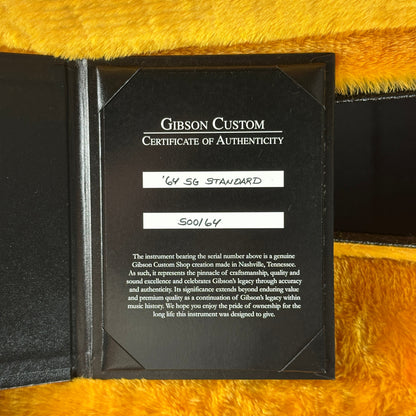 GIBSON CUSTOM
CERTIFICATE OF AUTHENTICITY
'64 SG STANDARD
500164
The instrument bearing the serial number above is a genuine
Gibson Custom Shop creation made in Nashville, Tennessee.
As such, it represents the pinnacle of craftsmanship, quality and
sound excellence and celebrates Gibson's legacy through accuracy
and authenticity. Its significance extends beyond enduring value
and premium quality as a continuation of Gibson's legacy within
music history. We hope you enjoy the pride of ownership for the
long life this instrument was designed to give.